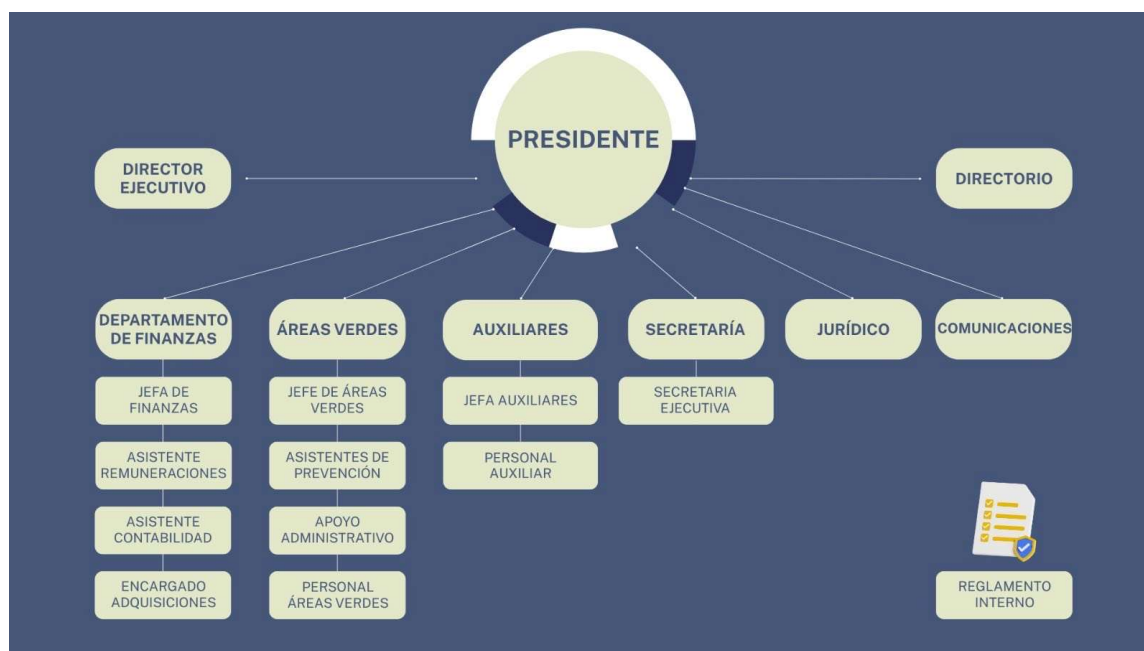 PRESIDENTE
DIRECTOR
EJECUTIVO
DIRECTORIO
DEPARTAMENTO
DE FINANZAS
ÁREAS VERDES
AUXILIARES
SECRETARÍA
JURÍDICO
COMUNICACIONES
JEFA DE
FINANZAS
JEFE DE ÁREAS
VERDES
JEFA AUXILIARES
SECRETARIA
EJECUTIVA
ASISTENTE
REMUNERACIONES
ASISTENTES DE
PREVENCIÓN
PERSONAL
AUXILIAR
ASISTENTE
CONTABILIDAD
APOYO
ADMINISTRATIVO
ENCARGADO
ADQUISICIONES
PERSONAL
ÁREAS VERDES
REGLAMENTO
INTERNO